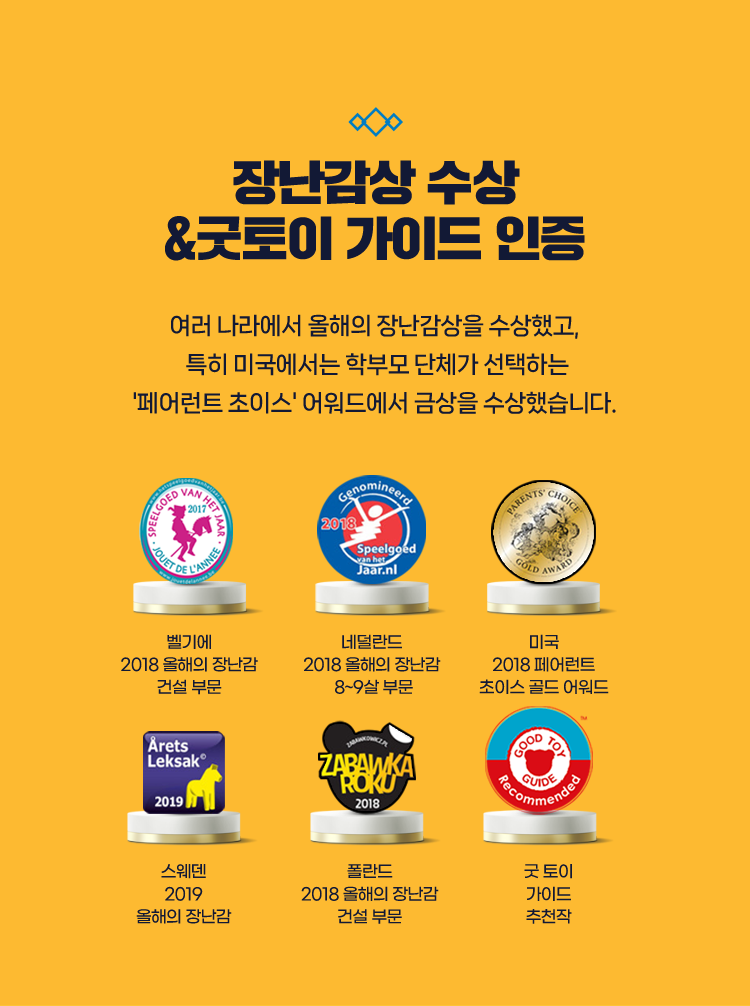 장난감상 수상
&굿토이 가이드 인증
여러 나라에서 올해의 장난감상을 수상했고,
특히 미국에서는 학부모 단체가 선택하는
'페어런트 초이스' 어워드에서 금상을 수상했습니다.
SPEELGOED VAN HET JAAR
2017
JOUET DE L'ANNEE
Genomineerd
2018
Speelgoed
van het
Jaar.nl
PARENTS' CHOICE
GOLD AWARD
벨기에
2018 올해의 장난감
건설 부문
네덜란드
2018 올해의 장난감
8~9살 부문
미국
2018 페어런트
초이스 골드 어워드
Årets
Leksak©
2019
ZABAWKOWICZ.PL
ZABAWKA
ROKU
2018
GOOD TOY
GUIDE
Recommended
TM
스웨덴
2019
올해의 장난감
폴란드
2018 올해의 장난감
건설 부문
굿 토이
가이드
추천작